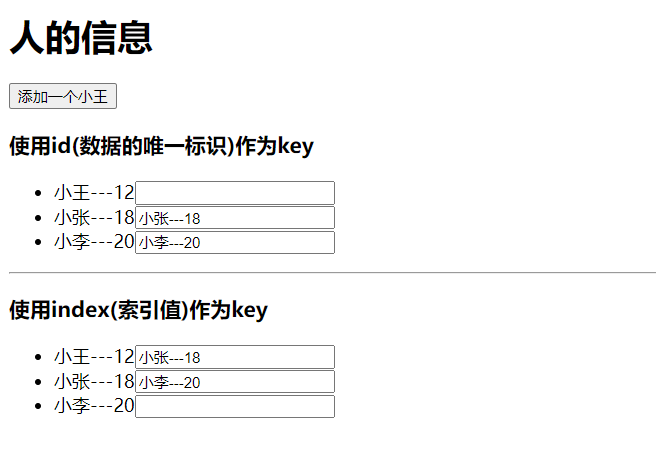 人的信息
添加一个小王
使用id(数据的唯一标识)作为key
小王---12
小张---18 小张---18
小李---20 小李---20
使用index(索引值)作为key
小王---12 小张---18
小张---18 小李---20
小李---20